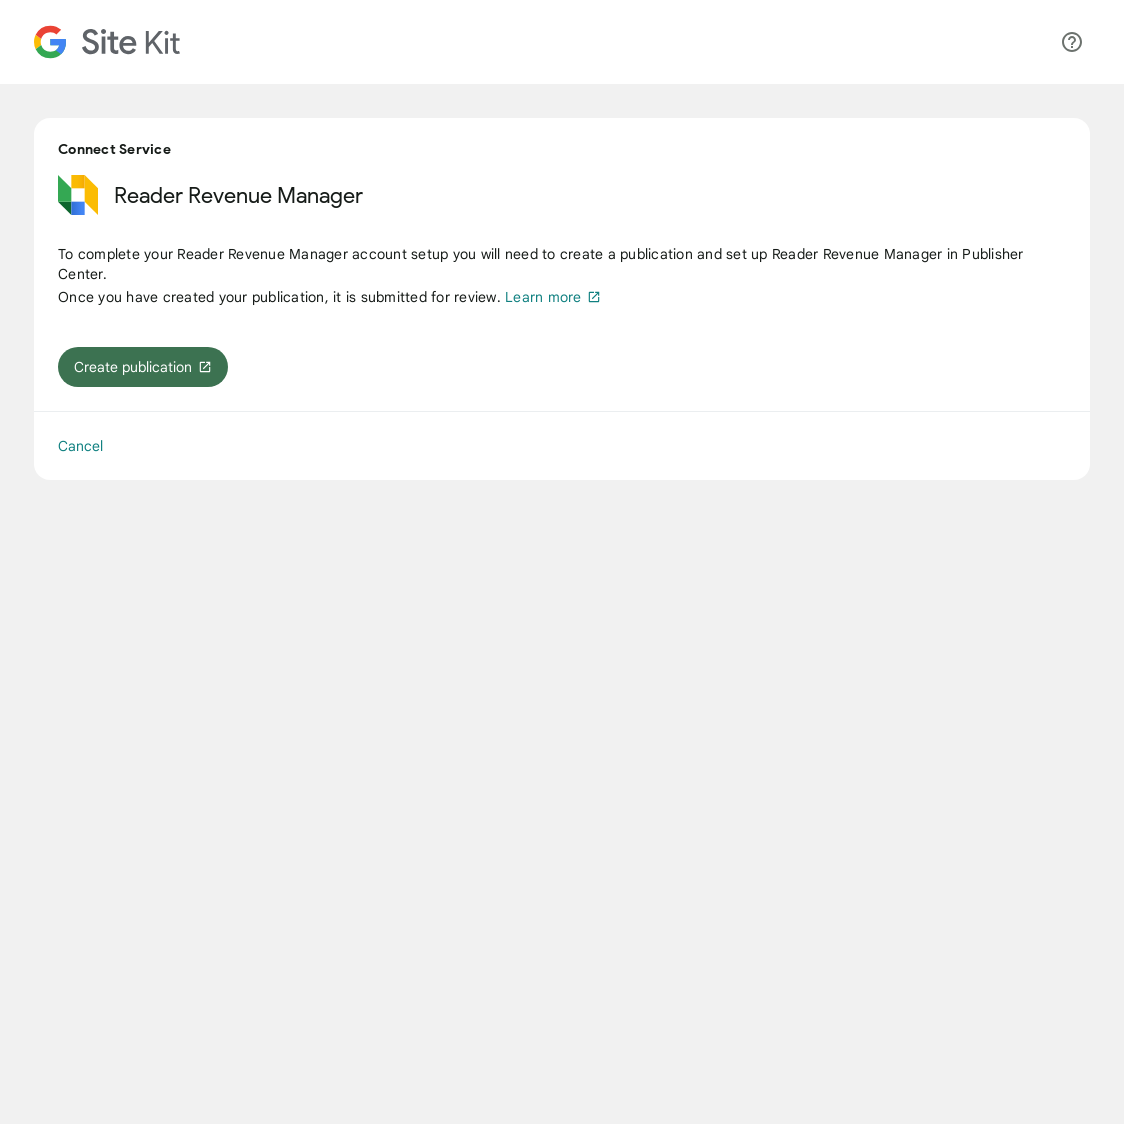 Site Kit
Connect Service
Reader Revenue Manager
To complete your Reader Revenue Manager account setup you will need to create a publication and set up Reader Revenue Manager in Publisher
Center.
Once you have created your publication, it is submitted for review. Learn more
Create publication
Cancel